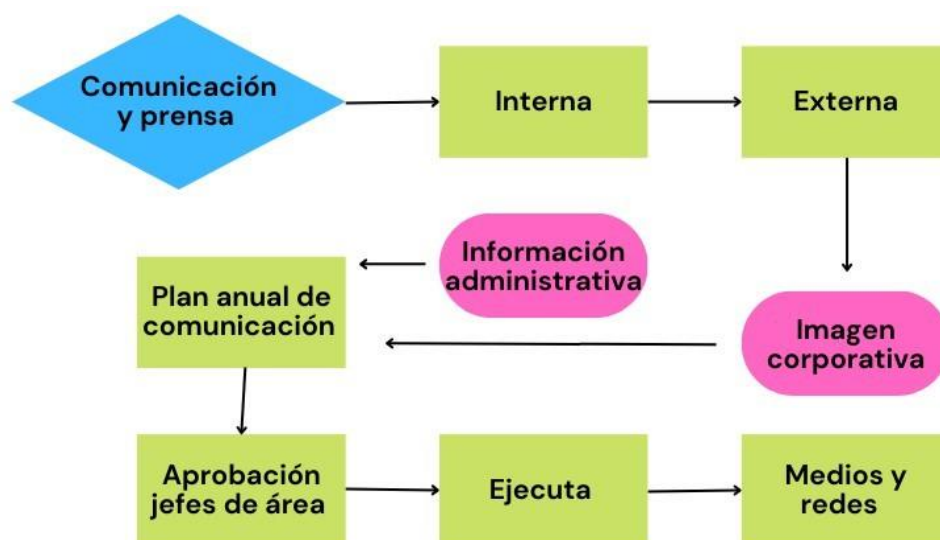 Comunicación
y prensa
Interna
Externa
Información
administrativa
Plan anual de
comunicación
Imagen
corporativa
Aprobación
jefes de área
Ejecuta
Medios y
redes